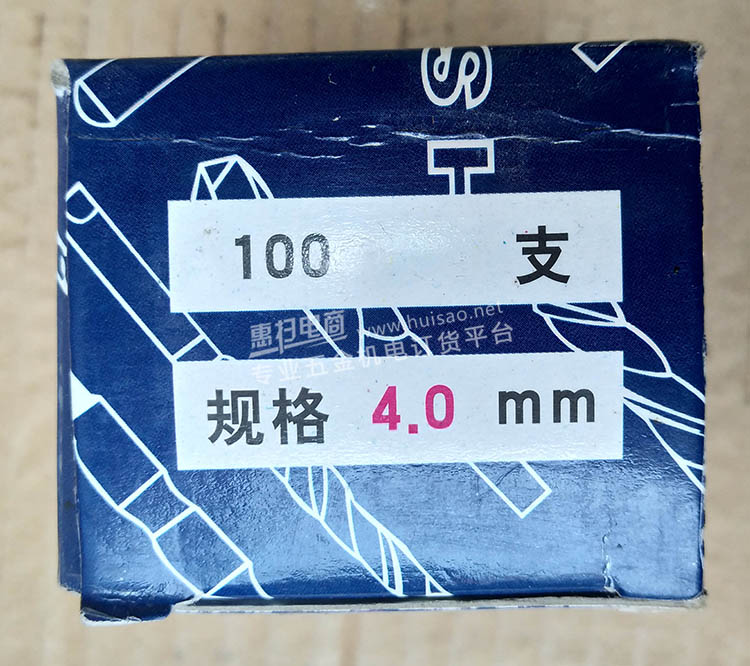 ST
100 支
惠扫电商 www.huisao.net
专业五金机电订货平台
规格 4.0 mm